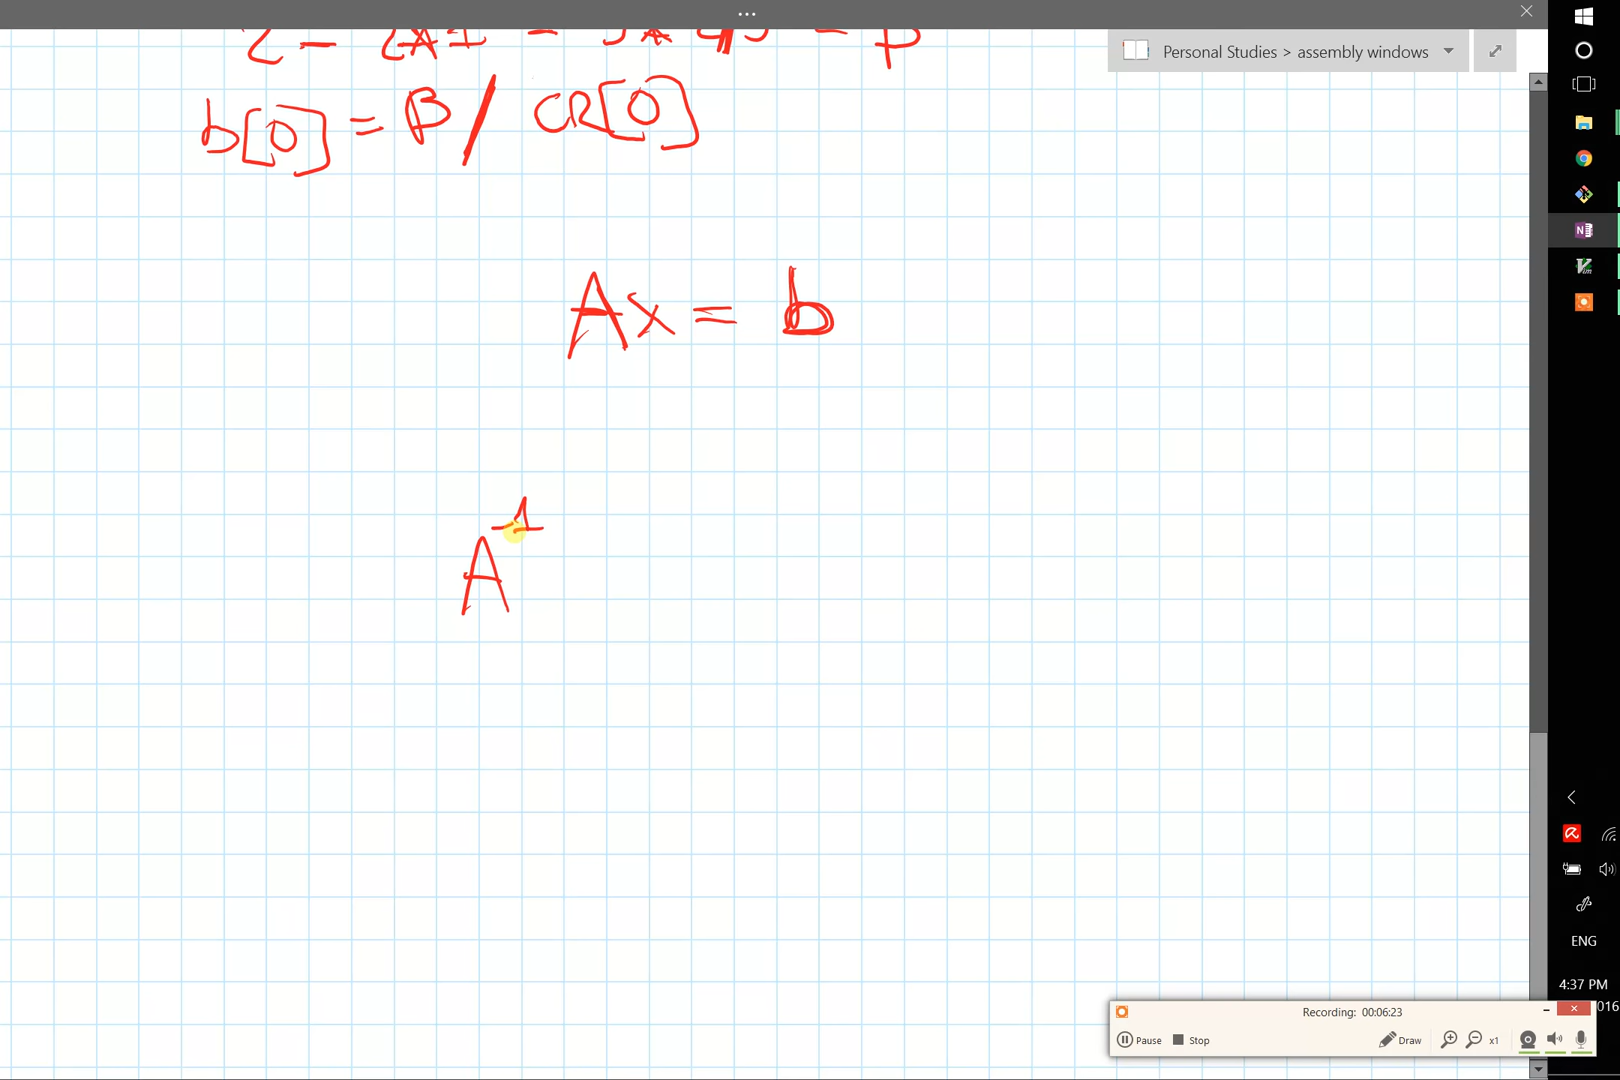 ...
Personal Studies > assembly windows
b[0] = β / CR[0]
Ax = b
A⁻¹
ENG
4:37 PM
016
Recording: 00:06:23
Pause Stop Draw x1